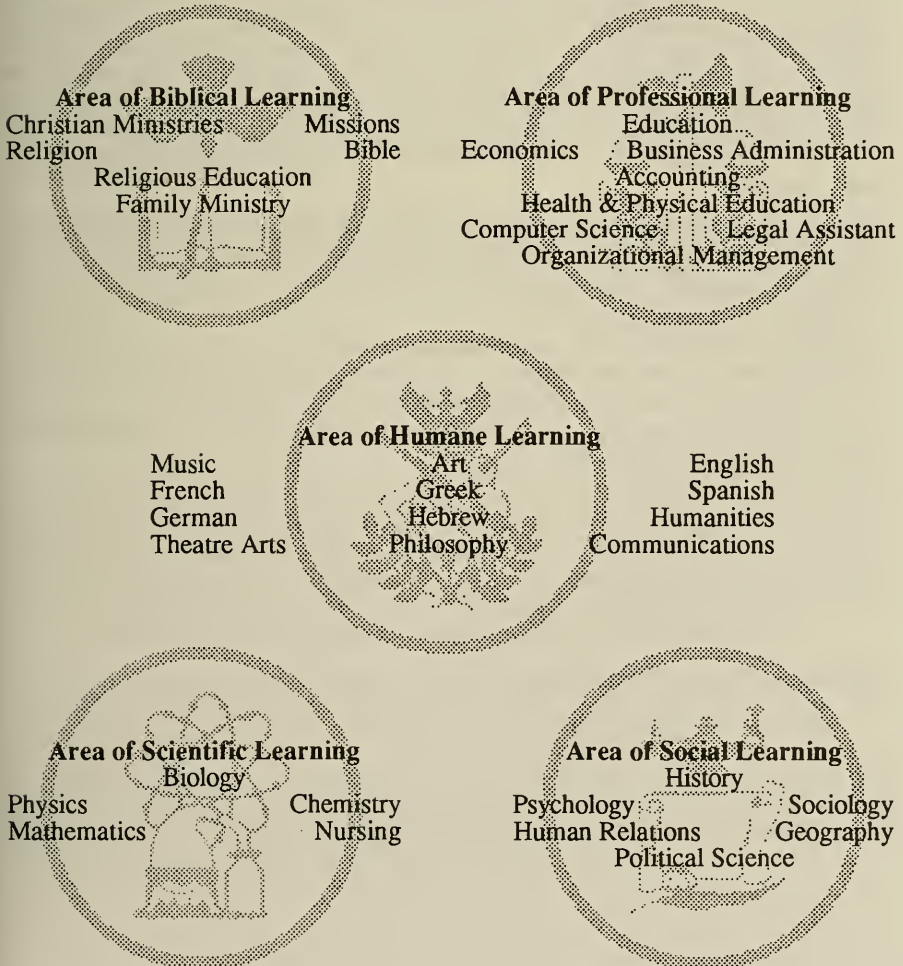 Area of Biblical Learning
Christian Ministries Missions
Religion Bible
Religious Education
Family Ministry
Area of Professional Learning
Education
Economics Business Administration
Accounting
Health & Physical Education
Computer Science Legal Assistant
Organizational Management
Area of Humane Learning
Music Art English
French Greek Spanish
German Hebrew Humanities
Theatre Arts Philosophy Communications
Area of Scientific Learning
Biology
Physics Chemistry
Mathematics Nursing
Area of Social Learning
History
Psychology Sociology
Human Relations Geography
Political Science